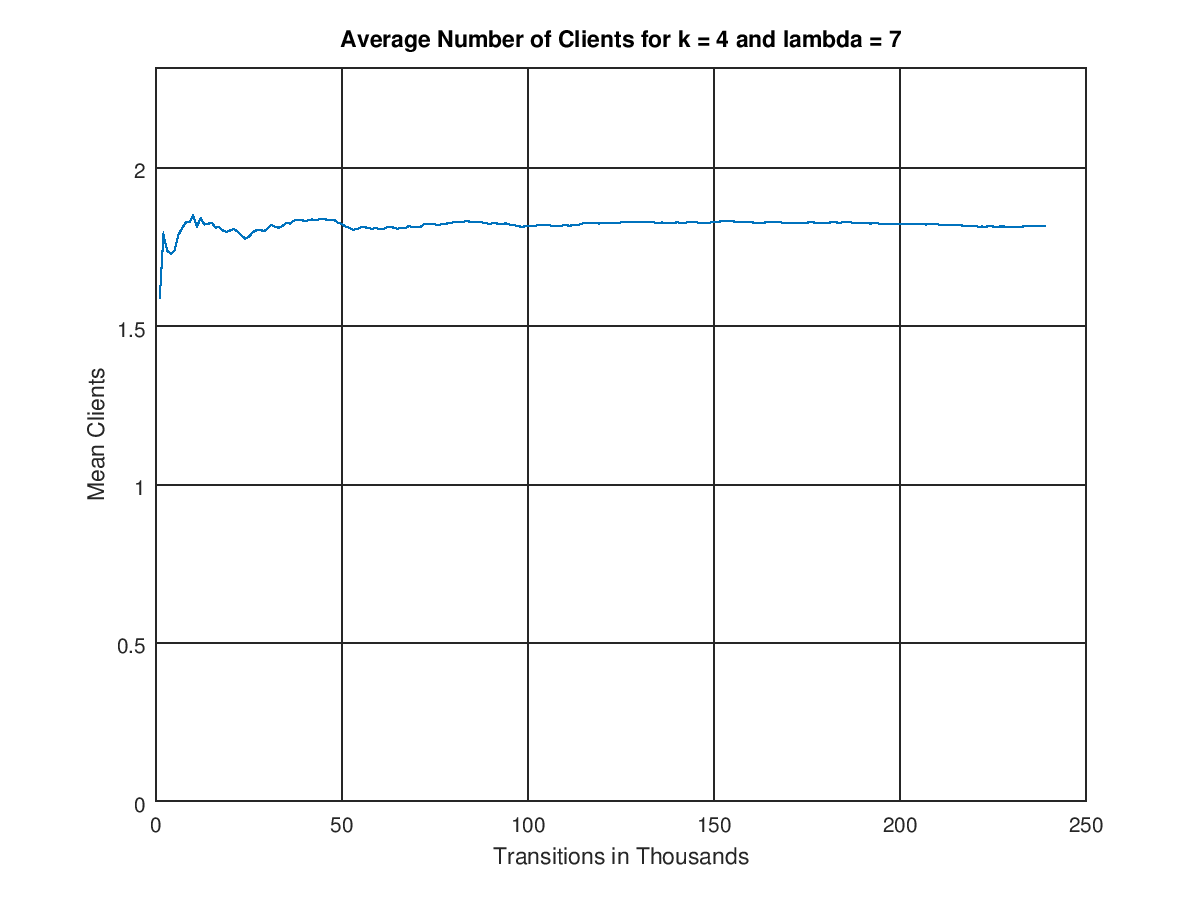 Average Number of Clients for k = 4 and lambda = 7
2
1.5
1
0.5
0
Mean Clients
0 50 100 150 200 250
Transitions in Thousands